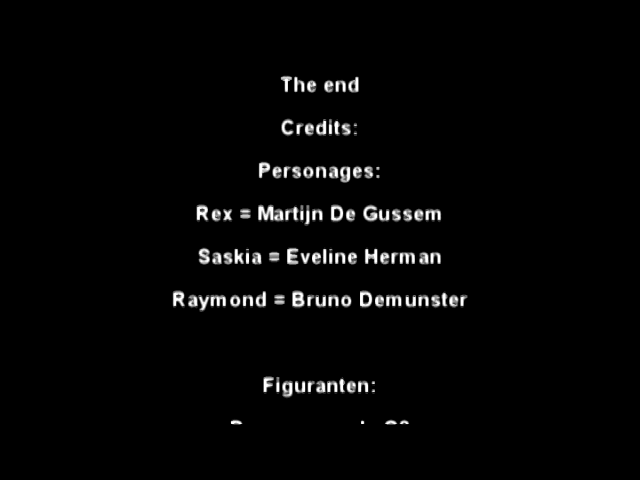 The end
Credits:
Personages:
Rex = Martijn De Gussem
Saskia = Eveline Herman
Raymond = Bruno Demunster
Figuranten: